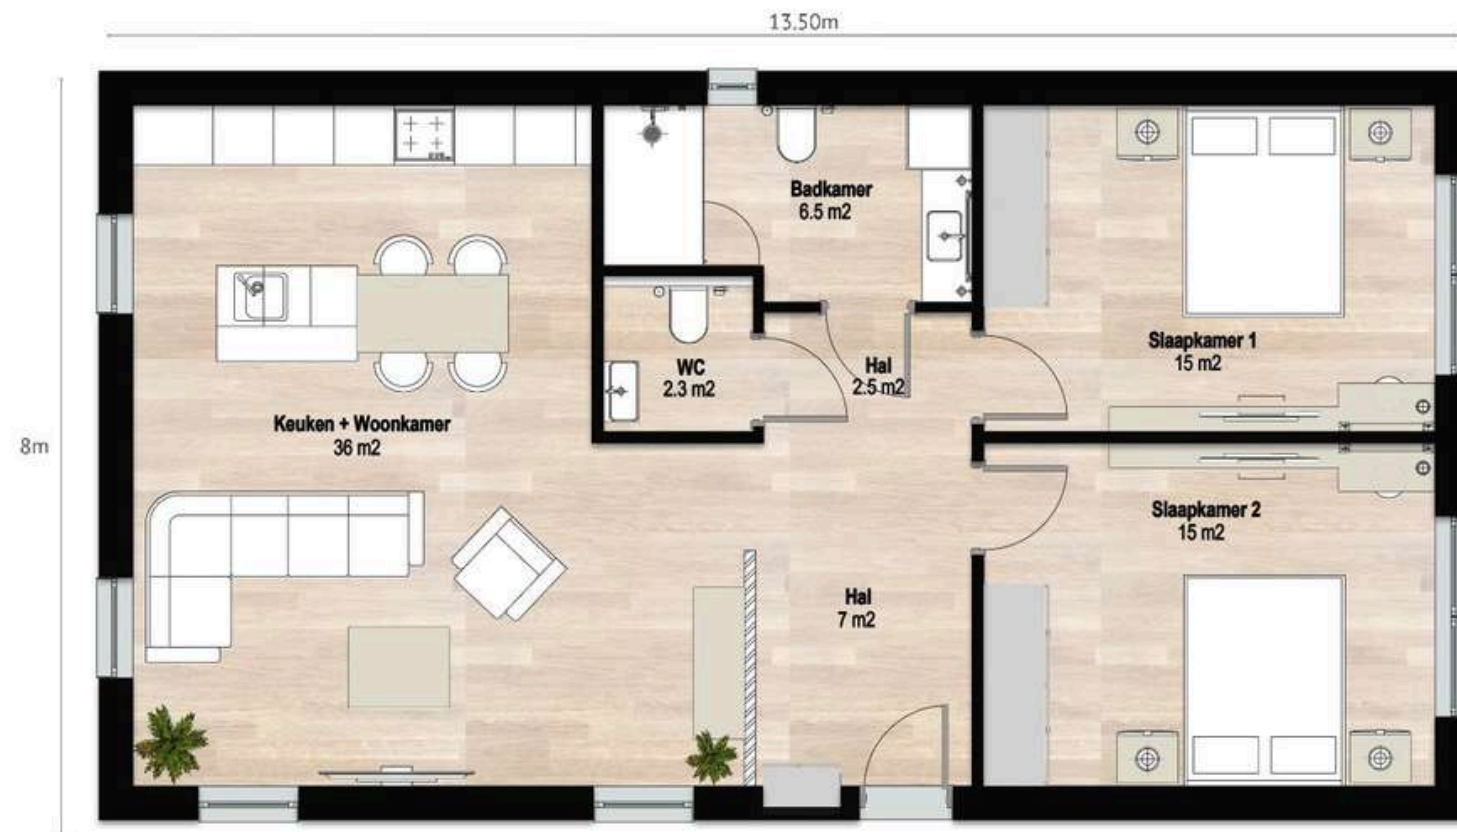 13.50m
Badkamer
6.5 m2
Slaapkamer 1
15 m2
WC
2.3 m2
Hal
2.5 m2
Keuken + Woonkamer
36 m2
8m
Slaapkamer 2
15 m2
Hal
7 m2